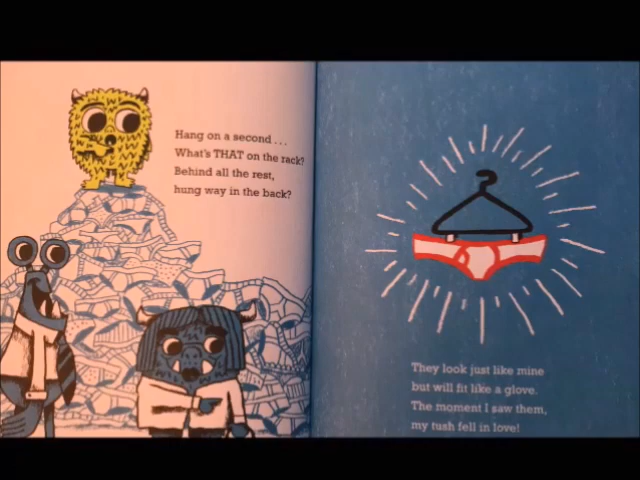 Hang on a second . . .
What's THAT on the rack?
Behind all the rest,
hung way in the back?
They look just like mine
but will fit like a glove.
The moment I saw them,
my tush fell in love!